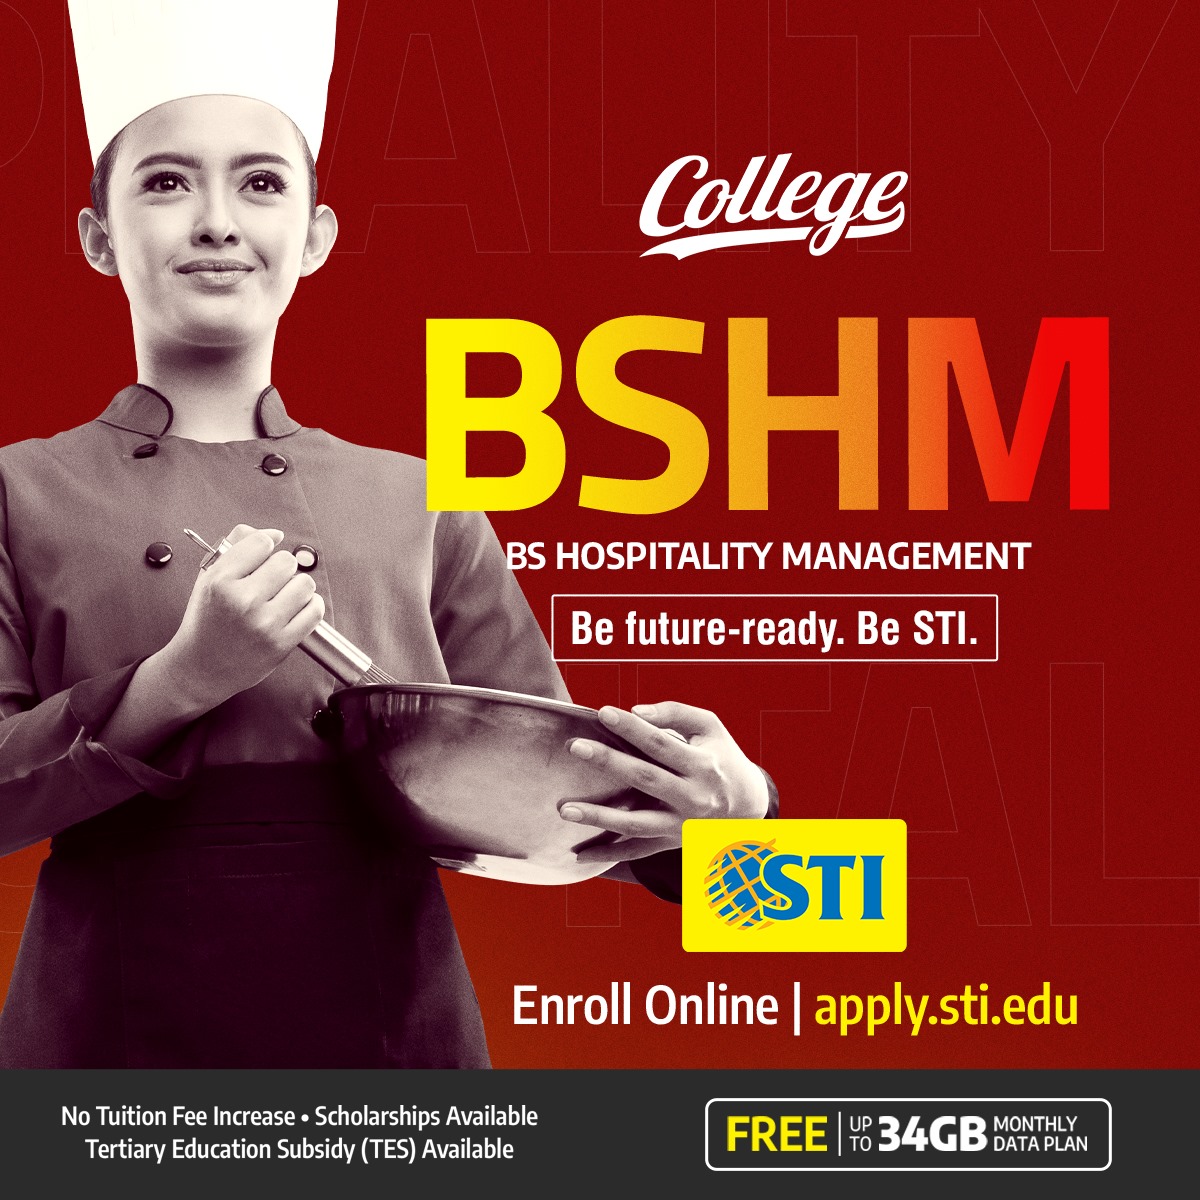 College
BSHM
BS HOSPITALITY MANAGEMENT
Be future-ready. Be STI.
STI
Enroll Online | apply.sti.edu
No Tuition Fee Increase • Scholarships Available
Tertiary Education Subsidy (TES) Available
FREE | UP TO 34GB MONTHLY DATA PLAN